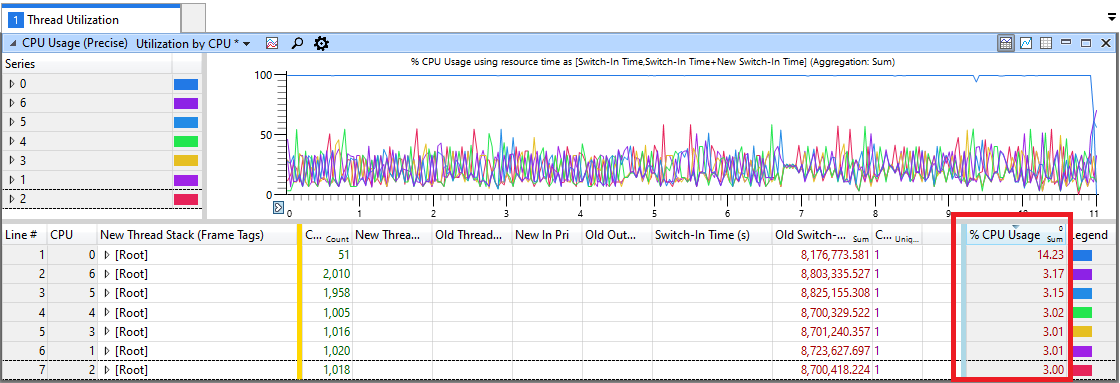 1 Thread Utilization
CPU Usage (Precise) Utilization by CPU *
Series
0
6
5
4
3
1
2
% CPU Usage using resource time as [Switch-In Time,Switch-In Time+New Switch-In Time] (Aggregation: Sum)
100
50
0
0 1 2 3 4 5 6 7 8 9 10 11
Line # CPU New Thread Stack (Frame Tags) C... Count New Threa... Old Thread... New In Pri Old Out... Switch-In Time (s) Old Switch-... Sum C... Uniq... % CPU Usage 0 Sum Legend
1 0 [Root] 51 8,176,773.581 1 14.23
2 6 [Root] 2,010 8,803,335.527 1 3.17
3 5 [Root] 1,958 8,825,155.308 1 3.15
4 4 [Root] 1,005 8,700,329.522 1 3.02
5 3 [Root] 1,016 8,701,240.357 1 3.01
6 1 [Root] 1,020 8,723,627.697 1 3.01
7 2 [Root] 1,018 8,700,418.224 1 3.00